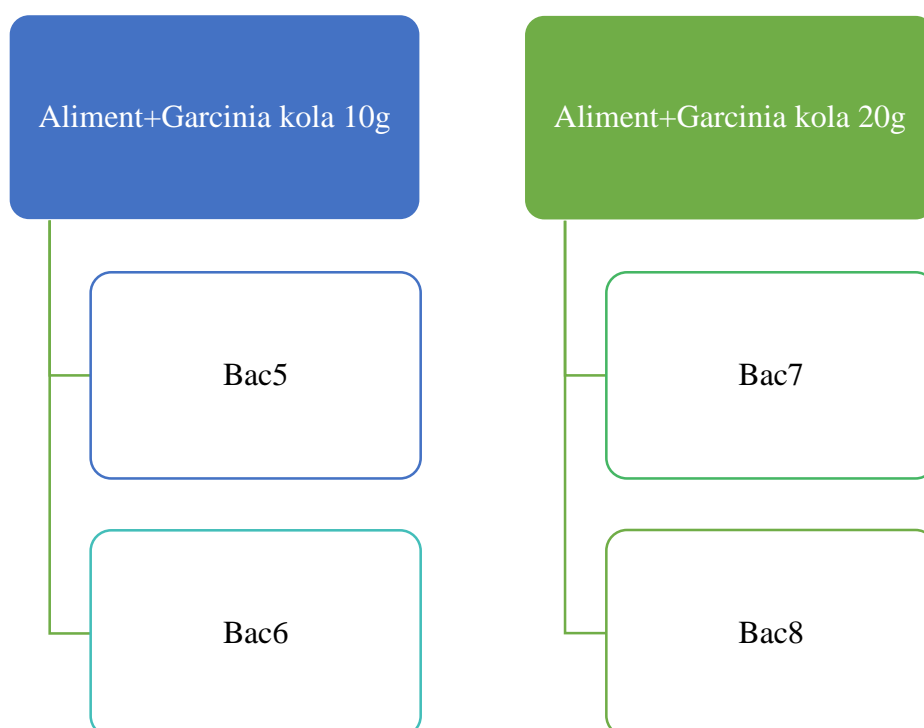 Aliment+Garcinia kola 10g
Bac5
Bac6
Aliment+Garcinia kola 20g
Bac7
Bac8